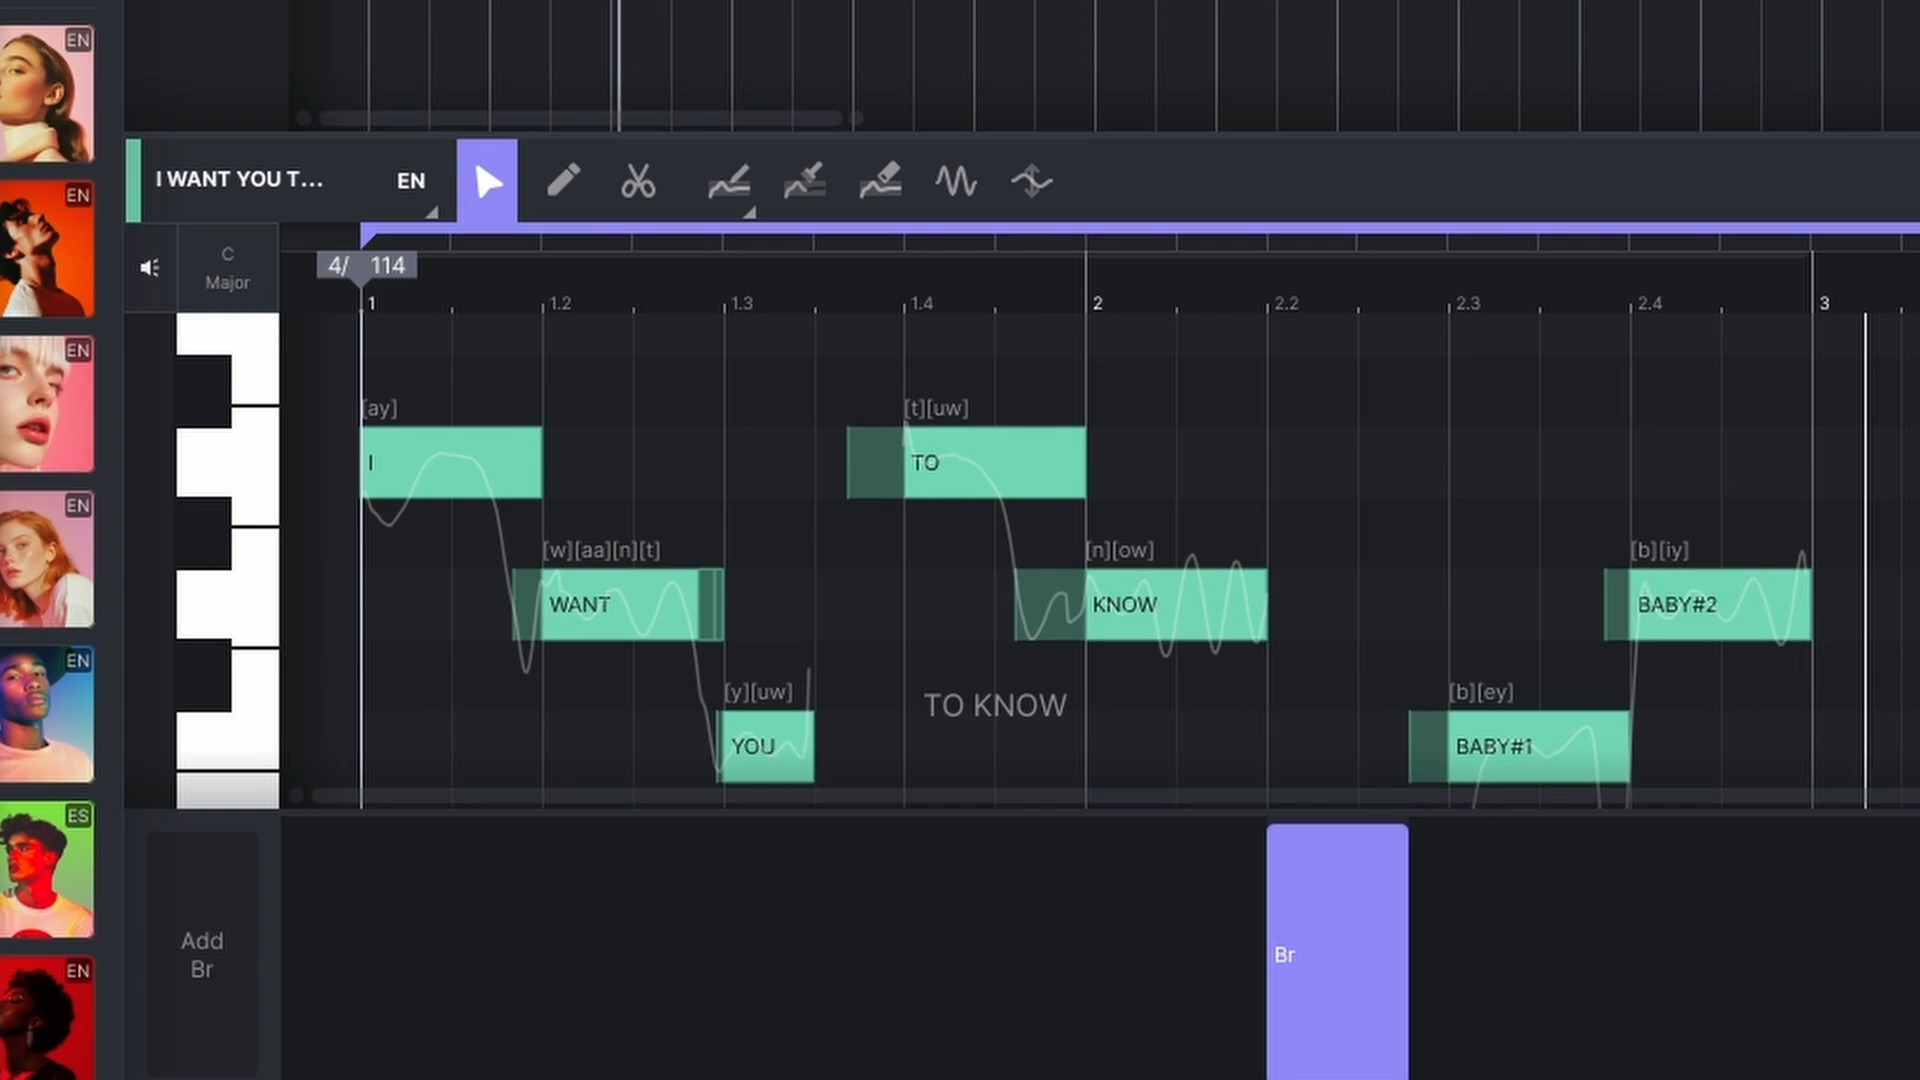 EN
EN
EN
EN
EN
ES
EN
I WANT YOU T...
EN
C
Major
4/ 114
1 1.2 1.3 1.4 2 2.2 2.3 2.4 3
[ay]
[t][uw]
I
TO
[w][aa][n][t]
[n][ow]
[b][iy]
WANT
KNOW
BABY#2
[y][uw]
TO KNOW
[b][ey]
YOU
BABY#1
Add
Br
Br